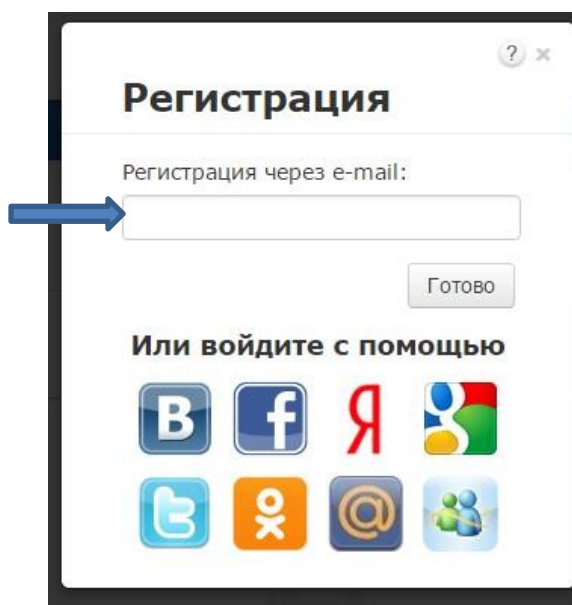 ? ×
Регистрация
Регистрация через e-mail:
Готово
Или войдите с помощью
В f Я g
t @